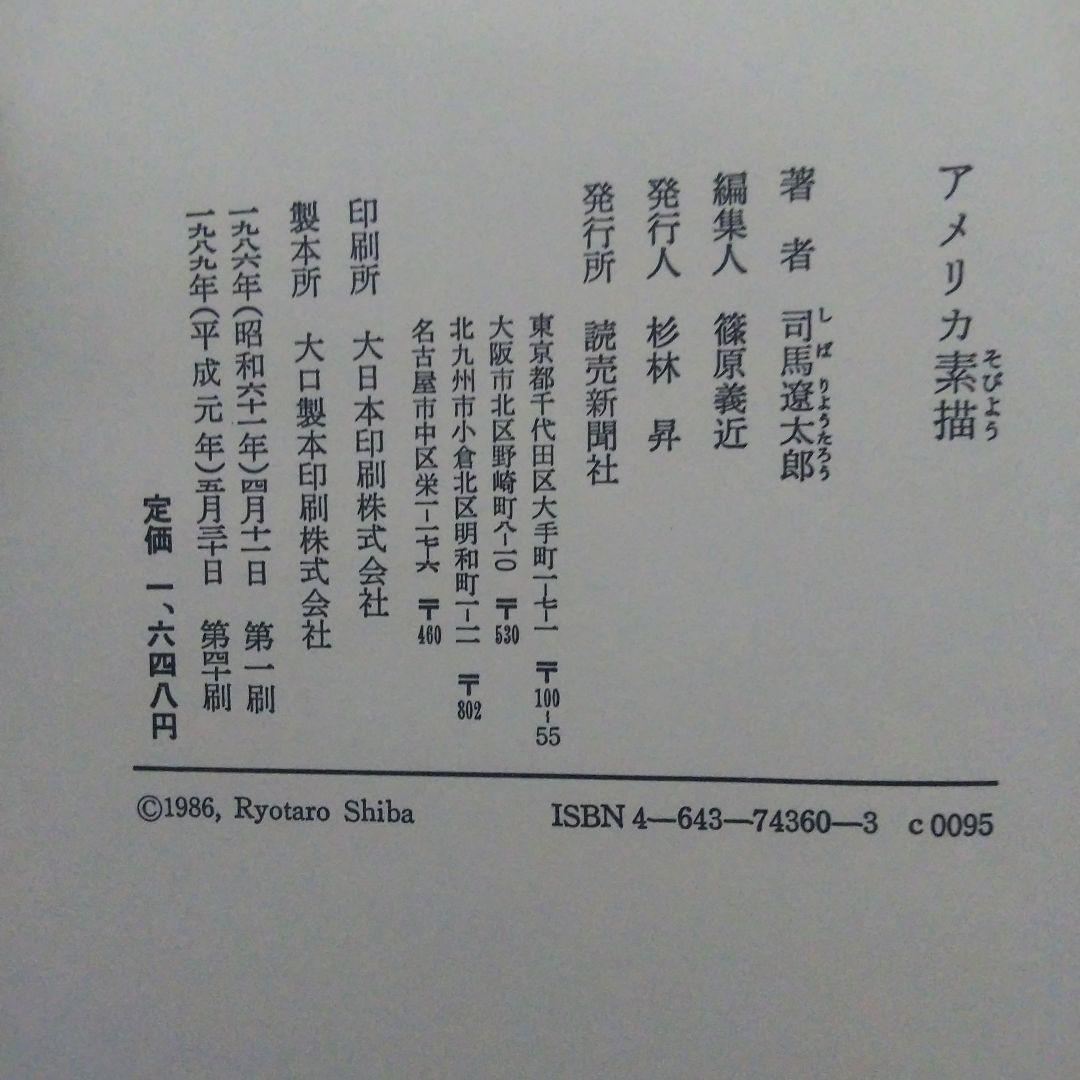 アメリカ素描
そびよう
著者 司馬遼太郎
しば りようたろう
編集人 篠原義近
発行人 杉林 昇
発行所 読売新聞社
東京都千代田区大手町一-七-一 〒100-55
大阪市北区野崎町八-一〇 〒530
北九州市小倉北区明和町一-一一 〒802
名古屋市中区栄一-一七-六 〒460
印刷所 大日本印刷株式会社
製本所 大口製本印刷株式会社
一九八六年(昭和六十一年)四月十一日 第一刷
一九八九年(平成元年)五月三十日 第四十刷
定価 一、六四八円
©1986, Ryotaro Shiba
ISBN4—643—74360—3 c0095